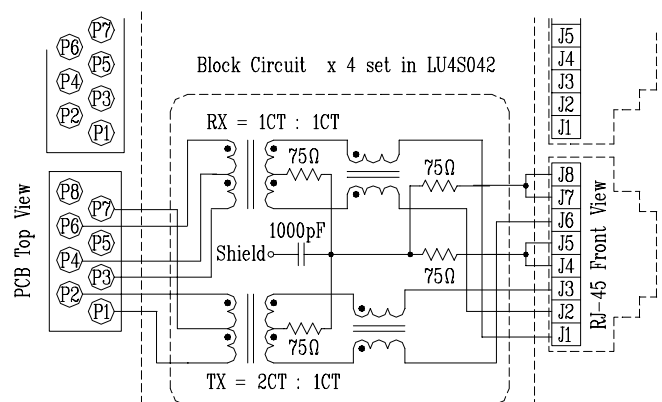 P7
P6
P5
P4
P3
P2
P1
Block Circuit x 4 set in LU4S042
J5
J4
J3
J2
J1
RX = 1CT : 1CT
75Ω
75Ω
PCB Top View
P8
P7
P6
P5
P4
P3
P2
P1
1000pF
Shield
75Ω
75Ω
TX = 2CT : 1CT
J8
J7
J6
J5
J4
J3
J2
J1
RJ-45 Front View